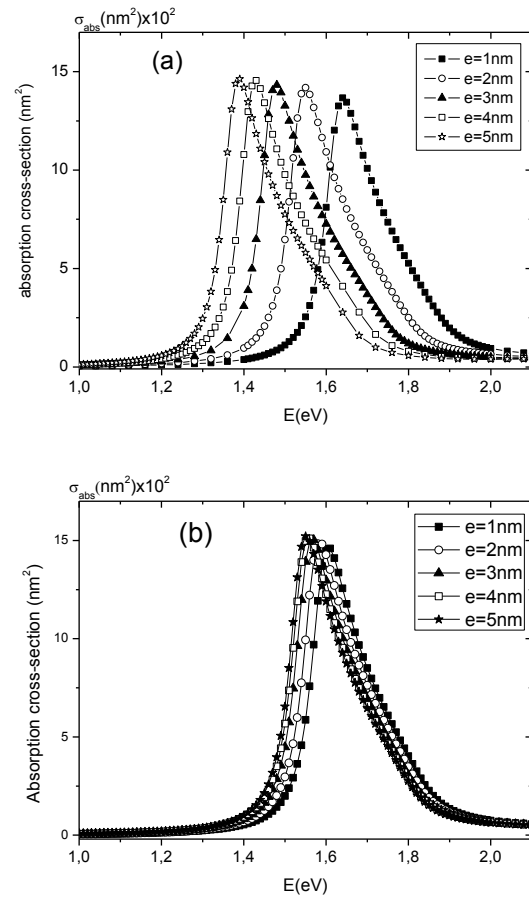 σabs(nm²)x10²
(a)
e=1nm
e=2nm
e=3nm
e=4nm
e=5nm
15
10
5
0
absorption cross-section (nm²)
1,0 1,2 1,4 1,6 1,8 2,0
E(eV)
σabs(nm²)x10²
(b)
e=1nm
e=2nm
e=3nm
e=4nm
e=5nm
15
10
5
0
Absorption cross-section (nm²)
1,0 1,2 1,4 1,6 1,8 2,0
E(eV)